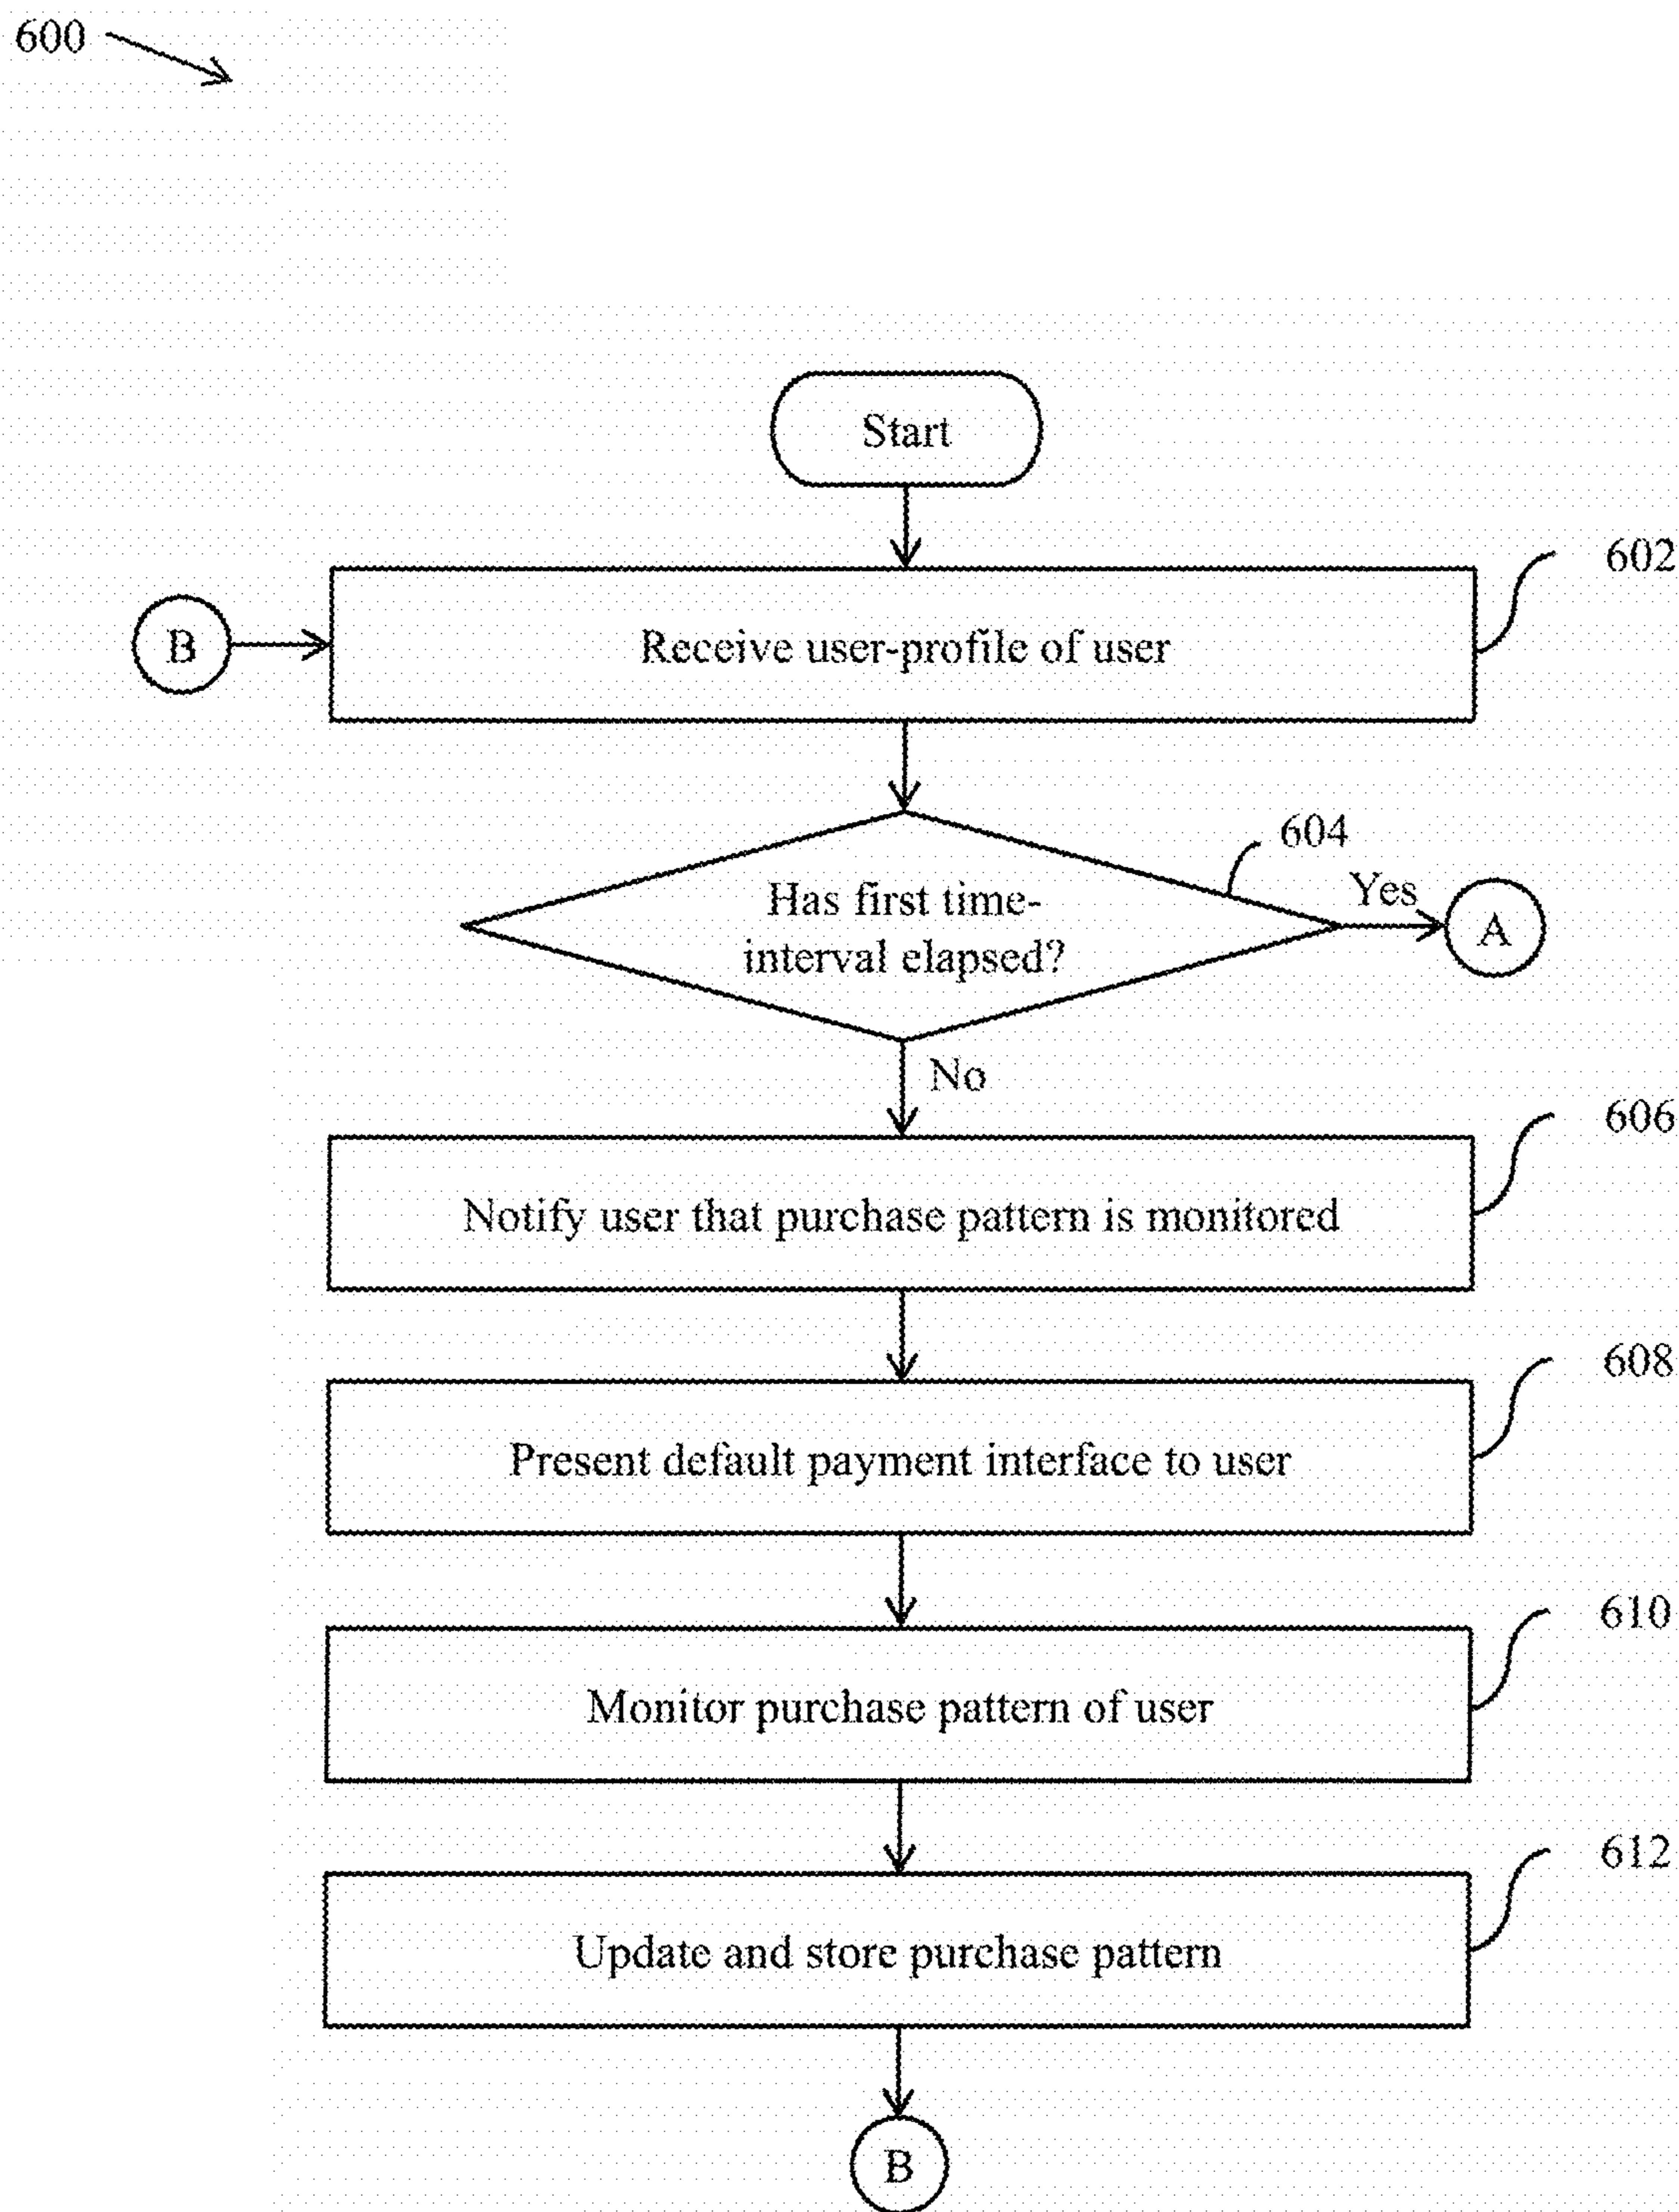 600
Start
602
B
Receive user-profile of user
604
Has first time-
interval elapsed?
Yes
A
No
606
Notify user that purchase pattern is monitored
608
Present default payment interface to user
610
Monitor purchase pattern of user
612
Update and store purchase pattern
B